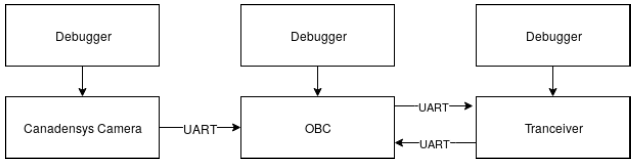 Debugger
Debugger
Debugger
UART
Canadensys Camera
UART
OBC
Tranceiver
UART